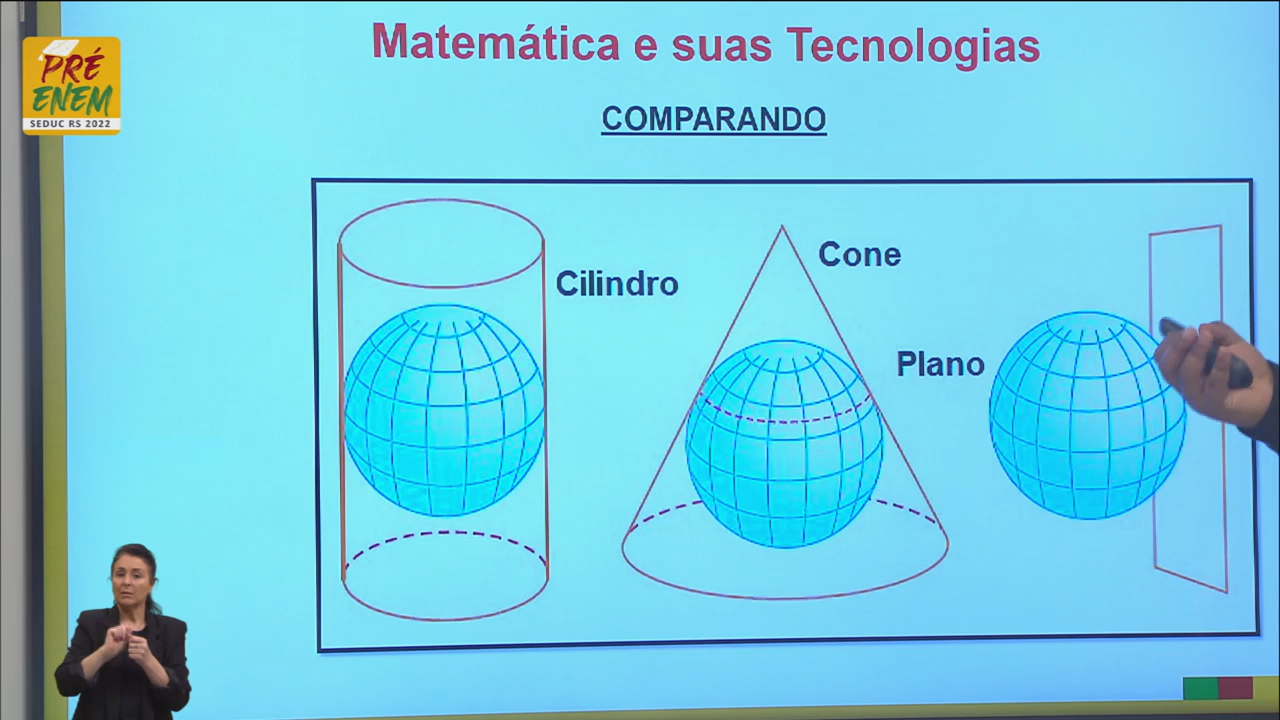 Matemática e suas Tecnologias
PRÉ
ENEM
SEDUC RS 2022
COMPARANDO
Cilindro
Cone
Plano